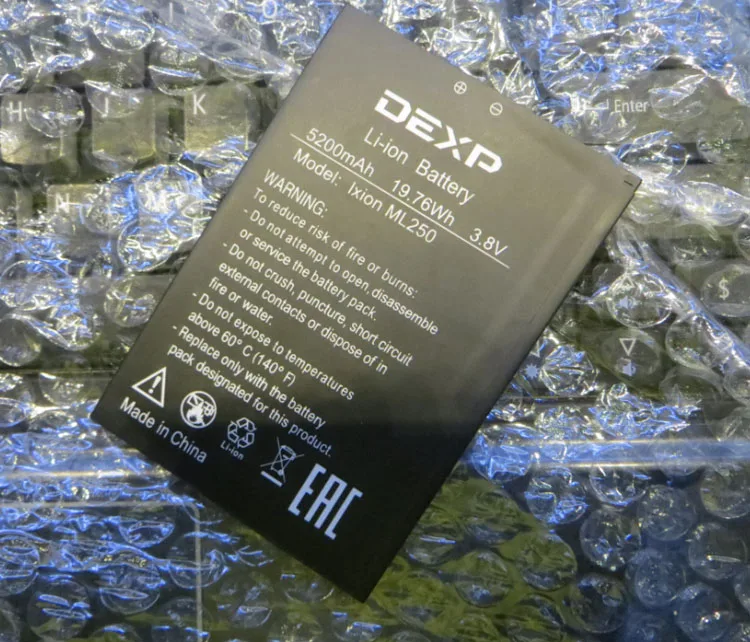 DEXP
Li-ion Battery
5200mAh 19.76Wh 3.8V
Model: Ixion ML250
WARNING:
To reduce risk of fire or burns:
- Do not attempt to open, disassemble
or service the battery pack.
- Do not crush, puncture, short circuit
external contacts or dispose of in
fire or water.
- Do not expose to temperatures
above 60° C (140° F)
- Replace only with the battery
pack designated for this product.
Li-ion
Made in China
EAC
H
J
K
Enter
$